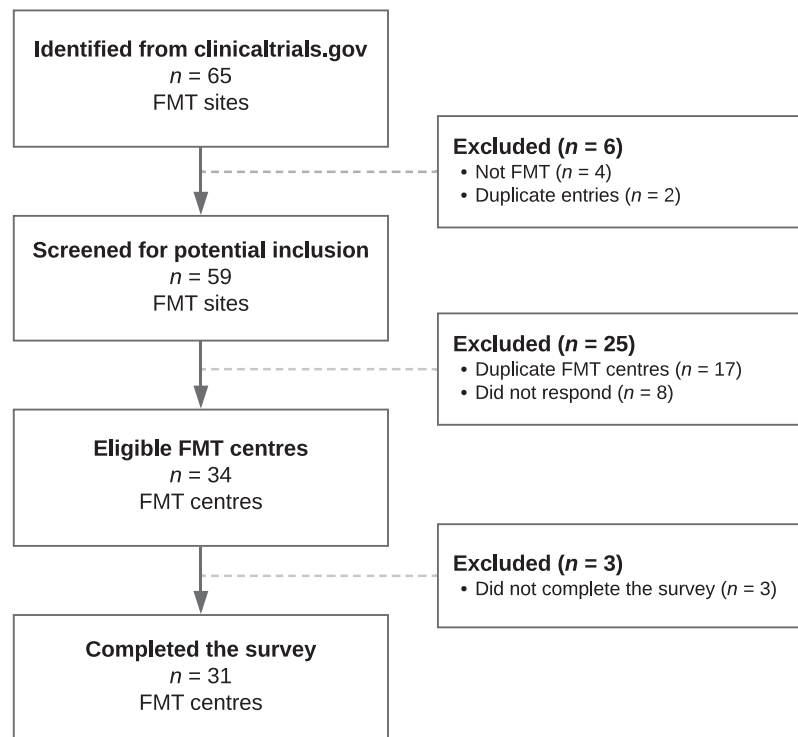 Identified from clinicaltrials.gov
n = 65
FMT sites
Excluded (n = 6)
• Not FMT (n = 4)
• Duplicate entries (n = 2)
Screened for potential inclusion
n = 59
FMT sites
Excluded (n = 25)
• Duplicate FMT centres (n = 17)
• Did not respond (n = 8)
Eligible FMT centres
n = 34
FMT centres
Excluded (n = 3)
• Did not complete the survey (n = 3)
Completed the survey
n = 31
FMT centres